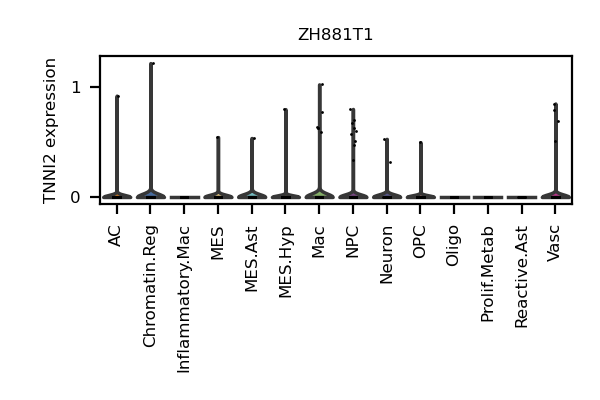 ZH881T1
TNNI2 expression
1
0
AC
Chromatin.Reg
Inflammatory.Mac
MES
MES.Ast
MES.Hyp
Mac
NPC
Neuron
OPC
Oligo
Prolif.Metab
Reactive.Ast
Vasc